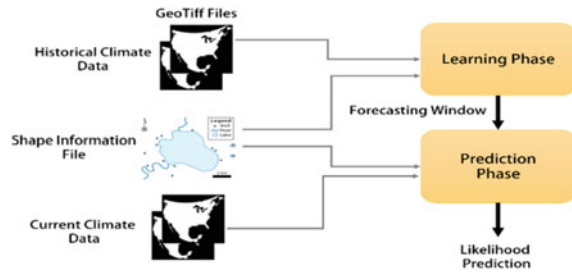 GeoTiff Files
Historical Climate
Data
Learning Phase
Forecasting Window
Legend
Shape Information
File
Prediction
Phase
Current Climate
Data
Likelihood
Prediction